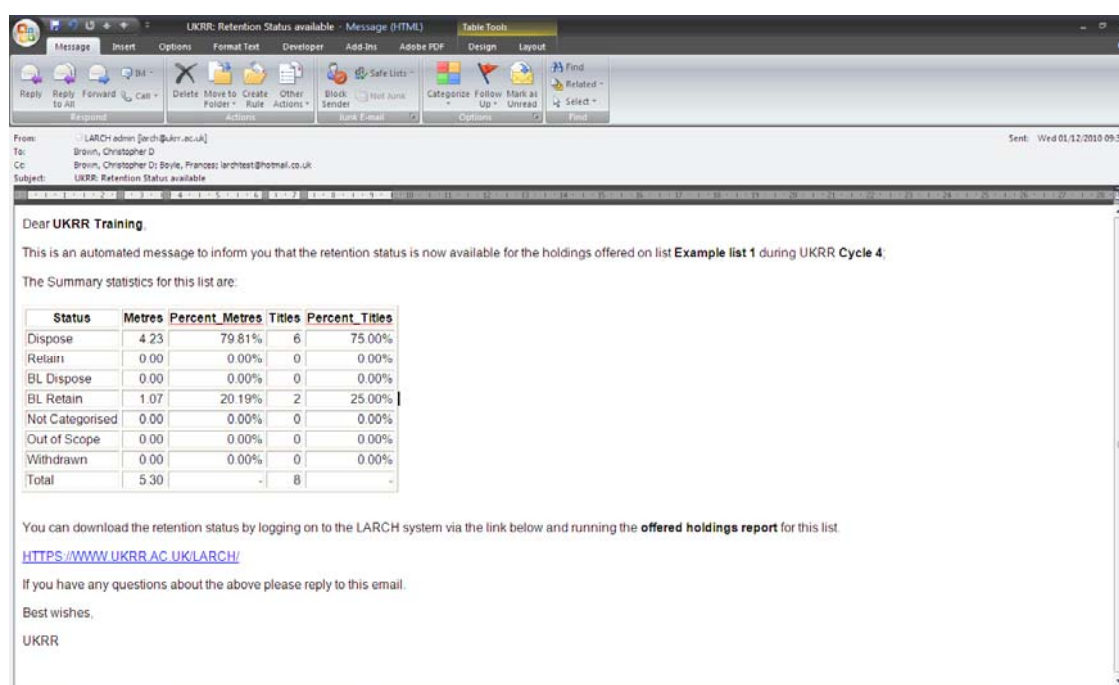 UKRR: Retention Status available - Message (HTML) Table Tools
Message Insert Options Format Text Developer Add-Ins Adobe PDF Design Layout
Reply Reply to All Forward IM Call
Respond
Delete Move to Folder Create Rule Other Actions
Actions
Block Sender Safe Lists Not Junk
Junk E-mail
Categorize Follow Up Mark as Unread
Options
Find Related Select
Find
From: LARCH admin [larch@ukrr.ac.uk] Sent: Wed 01/12/2010
To: Brown, Christopher D
Cc: Brown, Christopher D; Boyle, Frances; larchtest@hotmail.co.uk
Subject: UKRR: Retention Status available
Dear UKRR Training,
This is an automated message to inform you that the retention status is now available for the holdings offered on list Example list 1 during UKRR Cycle 4;
The Summary statistics for this list are:
Status Metres Percent_Metres Titles Percent_Titles
Dispose 4.23 79.81% 6 75.00%
Retain 0.00 0.00% 0 0.00%
BL Dispose 0.00 0.00% 0 0.00%
BL Retain 1.07 20.19% 2 25.00%
Not Categorised 0.00 0.00% 0 0.00%
Out of Scope 0.00 0.00% 0 0.00%
Withdrawn 0.00 0.00% 0 0.00%
Total 5.30 - 8 -
You can download the retention status by logging on to the LARCH system via the link below and running the offered holdings report for this list.
HTTPS://WWW.UKRR.AC.UK/LARCH/
If you have any questions about the above please reply to this email.
Best wishes,
UKRR